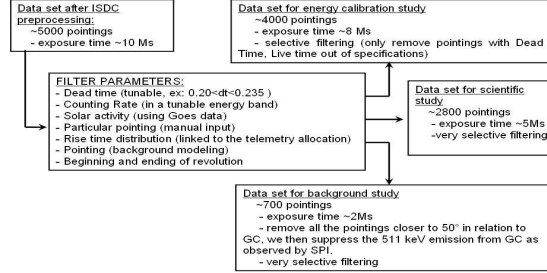 Data set after ISDC
preprocessing:
~5000 pointings
- exposure time ~10 Ms
Data set for energy calibration study
~4000 pointings
- exposure time ~8 Ms
- selective filtering (only remove pointings with Dead
Time, Live time out of specifications)
FILTER PARAMETERS:
- Dead time (tunable, ex: 0.20<dt<0.235 )
- Counting Rate (in a tunable energy band)
- Solar activity (using Goes data)
- Particular pointing (manual input)
- Rise time distribution (linked to the telemetry allocation)
- Pointing (background modeling)
- Beginning and ending of revolution
Data set for scientific
study
~2800 pointings
- exposure time ~5Ms
-very selective filtering
Data set for background study
~700 pointings
- exposure time ~2Ms
- remove all the pointings closer to 50° in relation to
GC, we then suppress the 511 keV emission from GC as
observed by SPI.
- very selective filtering